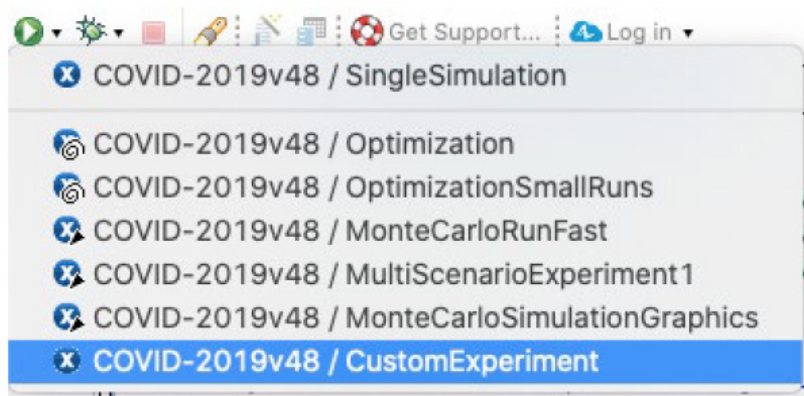 Get Support... Log in
COVID-2019v48 / SingleSimulation
COVID-2019v48 / Optimization
COVID-2019v48 / OptimizationSmallRuns
COVID-2019v48 / MonteCarloRunFast
COVID-2019v48 / MultiScenarioExperiment1
COVID-2019v48 / MonteCarloSimulationGraphics
COVID-2019v48 / CustomExperiment